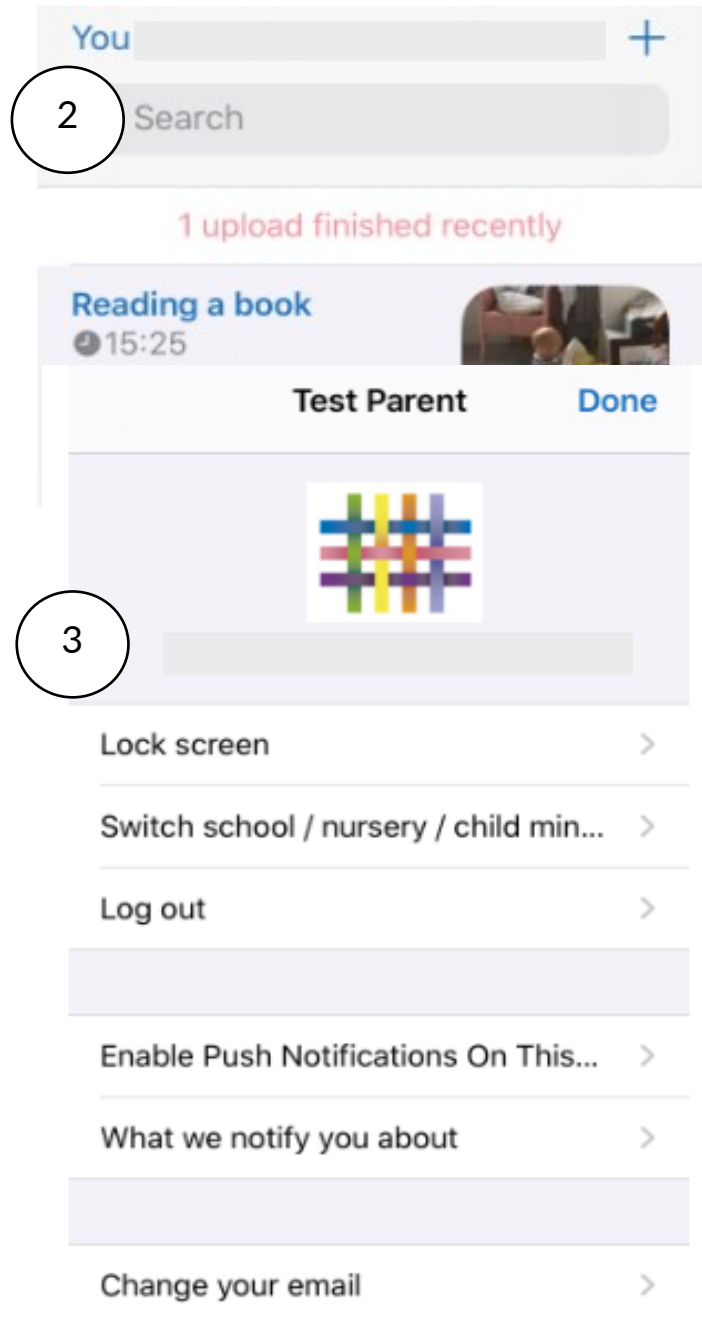 You
+
2
Search
1 upload finished recently
Reading a book
15:25
Test Parent
Done
3
Lock screen
Switch school / nursery / child min...
Log out
Enable Push Notifications On This...
What we notify you about
Change your email